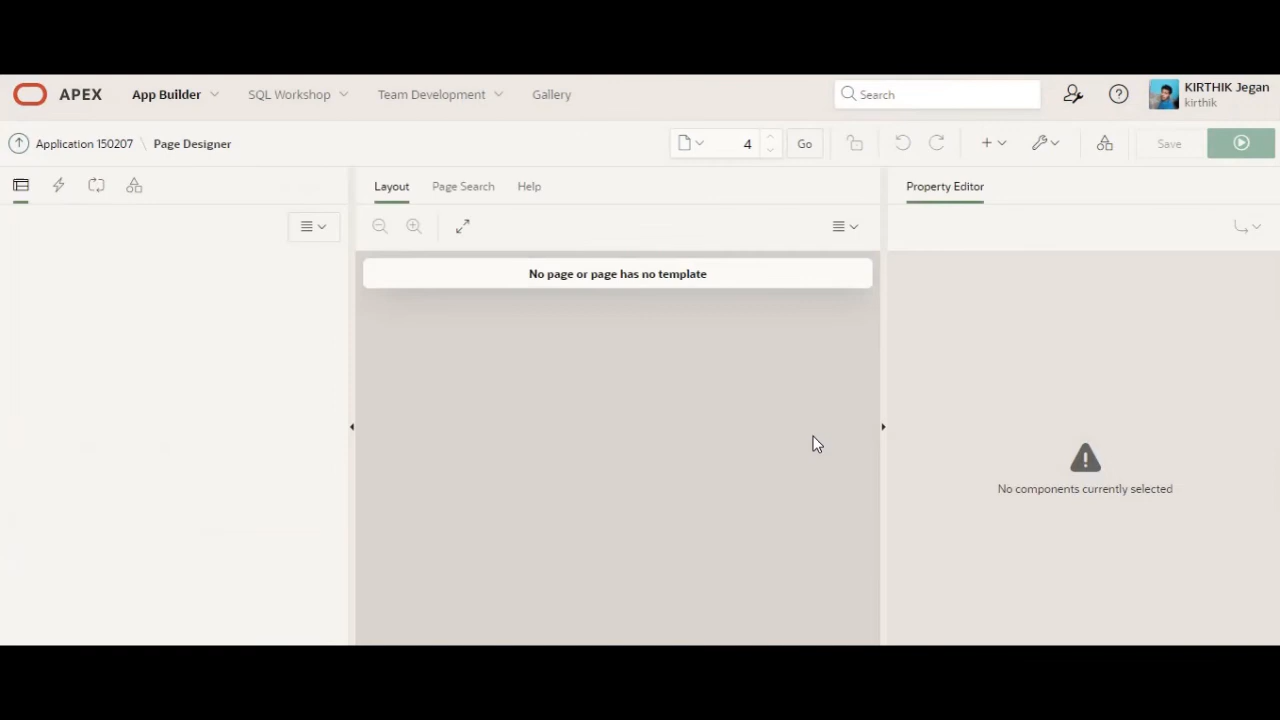 APEX App Builder SQL Workshop Team Development Gallery Search KIRTHIK Jegan
kirthik
Application 150207 \ Page Designer 4 Go Save
Layout Page Search Help Property Editor
No page or page has no template
No components currently selected